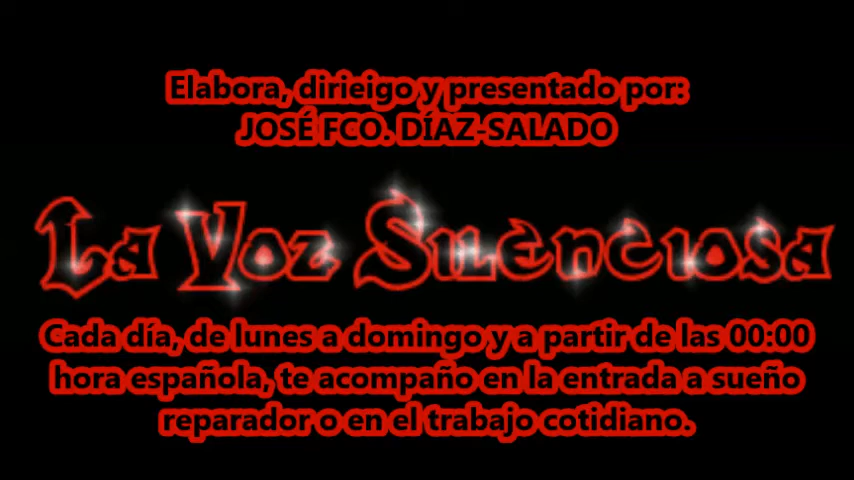 Elabora, dirieigo y presentado por:
JOSÉ FCO. DÍAZ-SALADO
La Voz Silenciosa
Cada día, de lunes a domingo y a partir de las 00:00
hora española, te acompaño en la entrada a sueño
reparador o en el trabajo cotidiano.